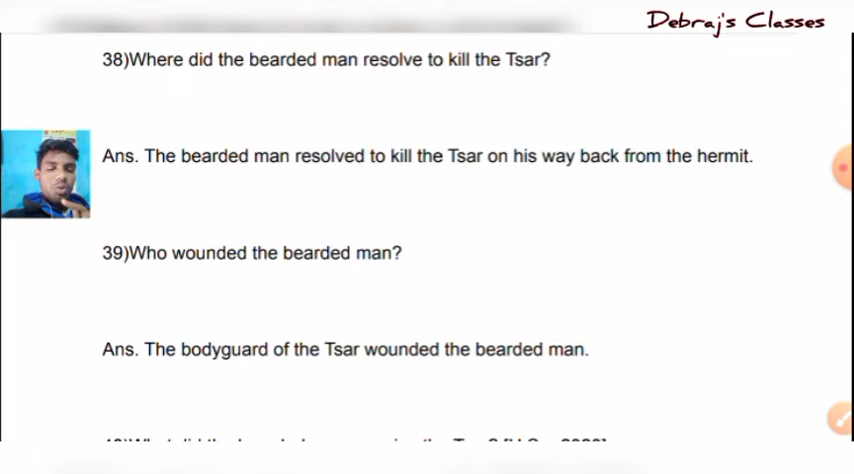 Debraj's Classes
38)Where did the bearded man resolve to kill the Tsar?
Ans. The bearded man resolved to kill the Tsar on his way back from the hermit.
39)Who wounded the bearded man?
Ans. The bodyguard of the Tsar wounded the bearded man.